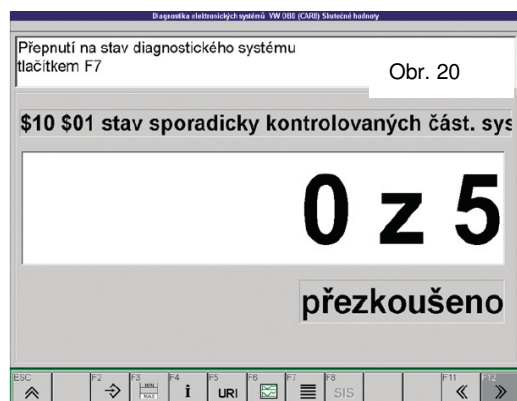 Diagnostika elektronických systémů VW OBD (CARB) Skutečné hodnoty
Přepnutí na stav diagnostického systému
tlačítkem F7
Obr. 20
$10 $01 stav sporadicky kontrolovaných část. sys
0 z 5
přezkoušeno
ESC F2 F3 MIN MAX F4 i F5 URI F6 F7 F8 SIS F11 F12